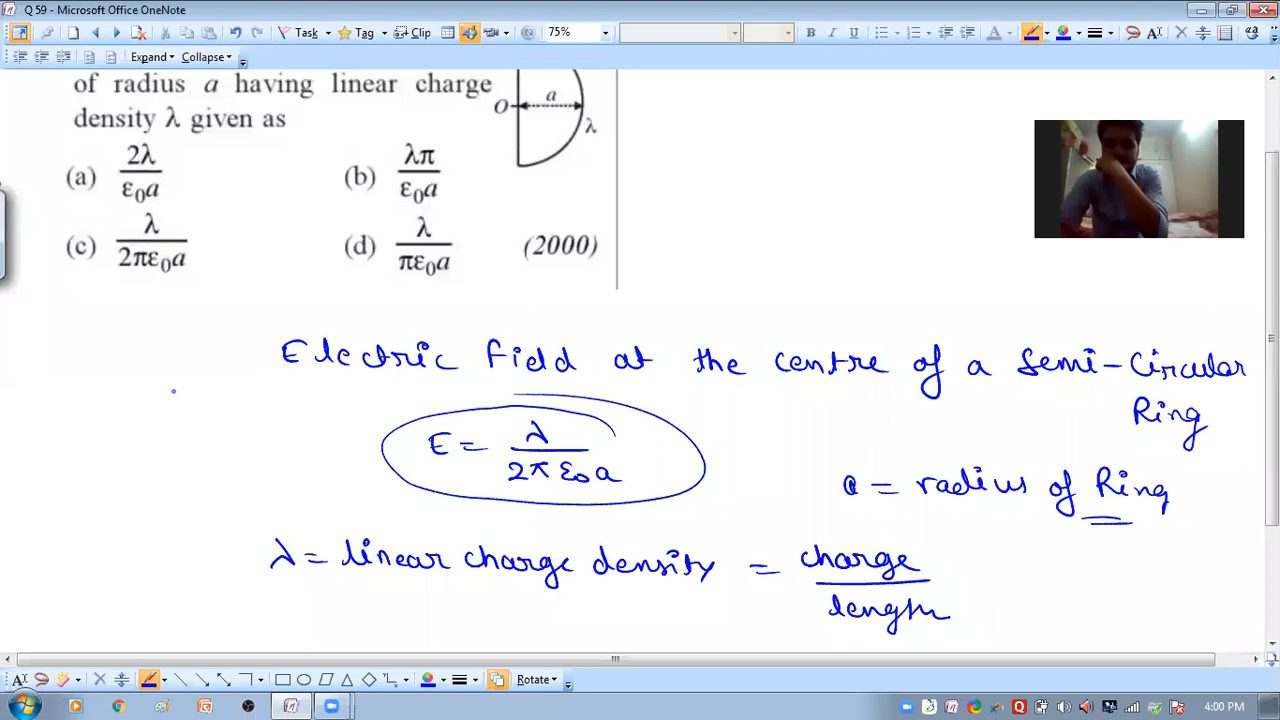 Q 59 - Microsoft Office OneNote
Task Tag Clip 75% B I U A
Expand Collapse
of radius a having linear charge
density λ given as
O a λ
(a) 2λ/ε₀a (b) λπ/ε₀a
(c) λ/2πε₀a (d) λ/πε₀a (2000)
Electric field at the centre of a Semi-Circular
Ring
E = λ/2πε₀a
a = radius of Ring
λ = linear charge density = charge/length
Rotate
4:00 PM